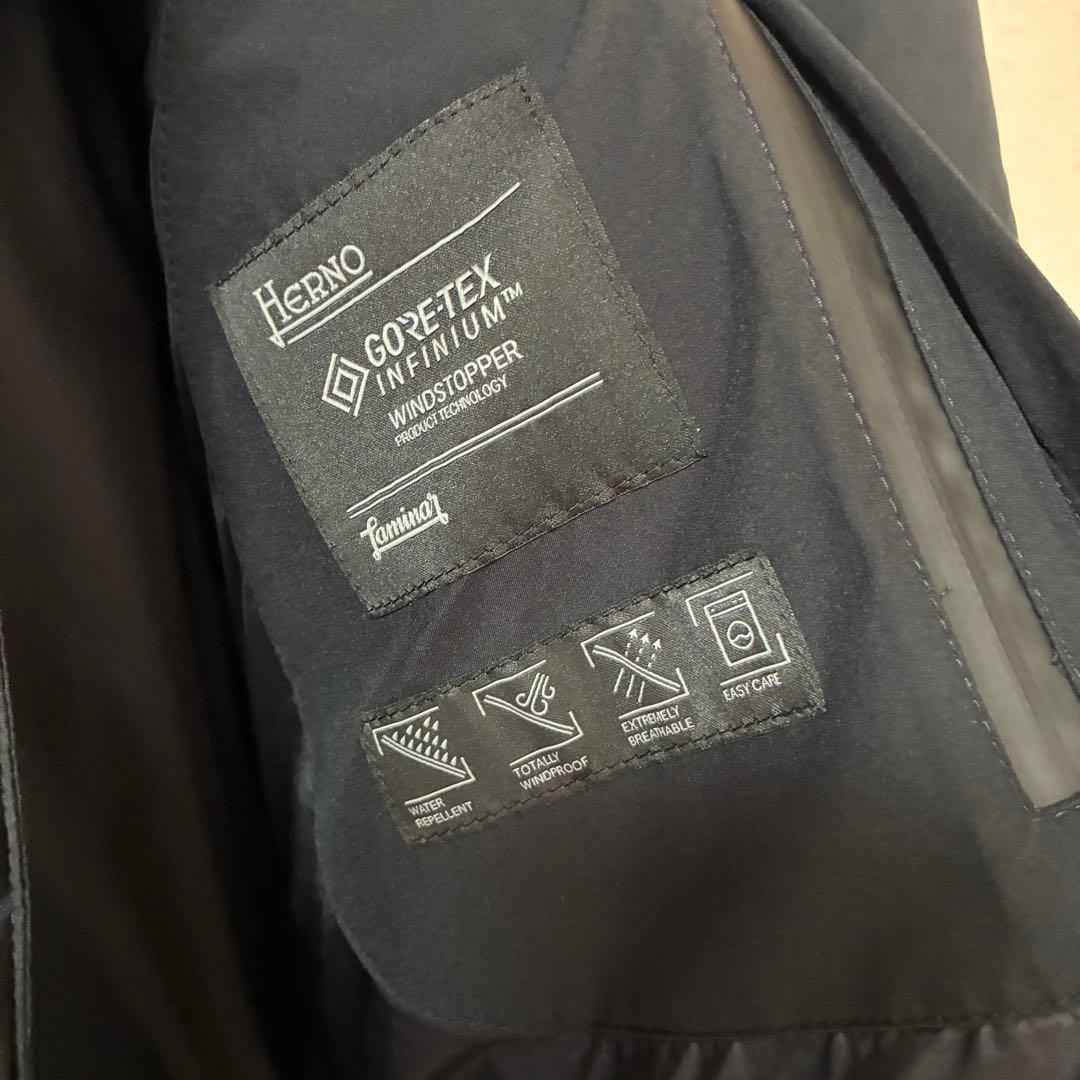 HERNO
GORE-TEX
INFINIUM™
WINDSTOPPER
PRODUCT TECHNOLOGY
Laminar
WATER
REPELLENT
TOTALLY
WINDPROOF
EXTREMELY
BREATHABLE
EASY CARE